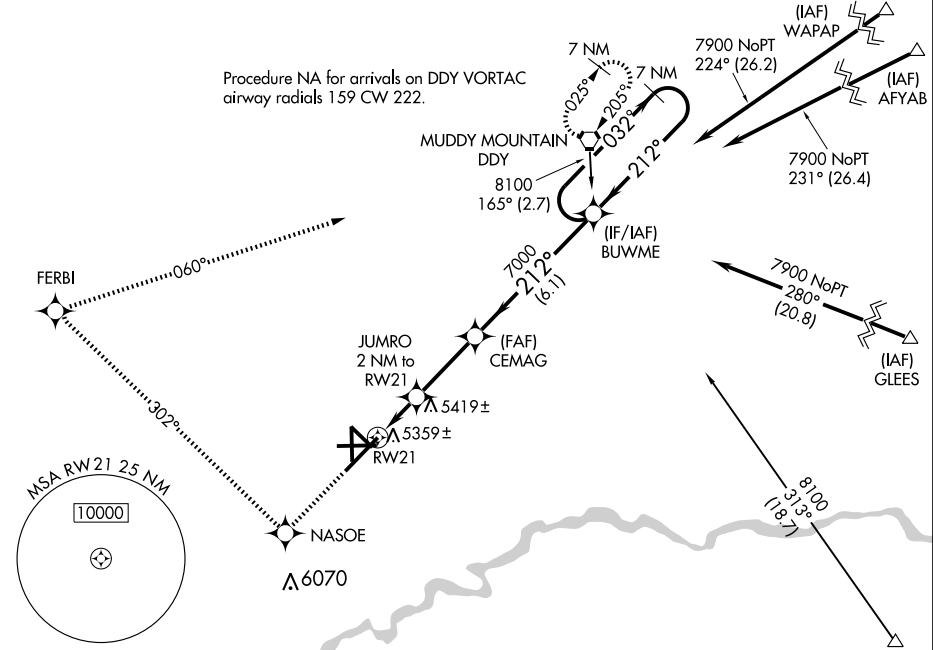 (IAF)
WAPAP
7900 NoPT
224° (26.2)
(IAF)
AFYAB
7900 NoPT
231° (26.4)
Procedure NA for arrivals on DDY VORTAC
airway radials 159 CW 222.
7 NM
7 NM
025°
205°
032°
212°
MUDDY MOUNTAIN
DDY
8100
165° (2.7)
(IF/IAF)
BUWME
7000
212°
(6.1)
FERBI
060°
7900 NoPT
280°
(20.8)
(IAF)
GLEES
JUMRO
2 NM to
RW21
(FAF)
CEMAG
5419±
5359±
RW21
302°
MSA RW21 25 NM
10000
NASOE
6070
8100
313°
(18.7)